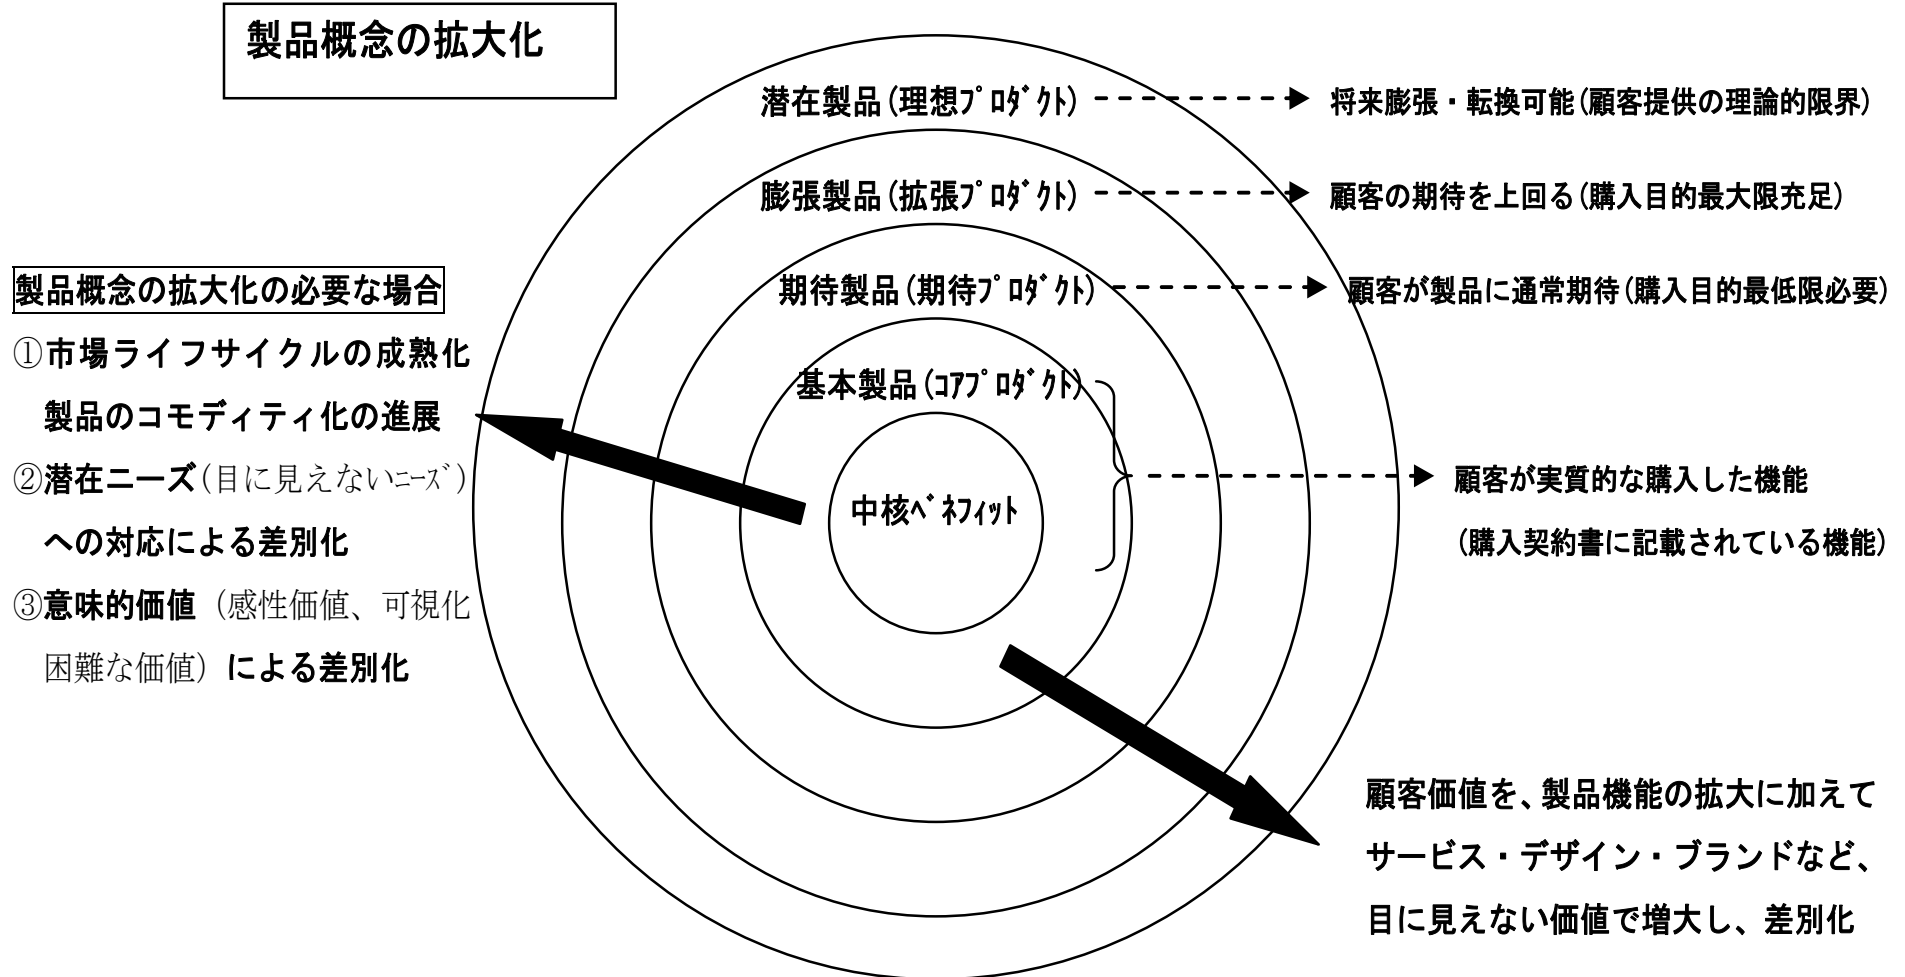 製品概念の拡大化
潜在製品(理想ﾌﾟﾛﾀﾞｸﾄ)
将来膨張・転換可能(顧客提供の理論的限界)
膨張製品(拡張ﾌﾟﾛﾀﾞｸﾄ)
顧客の期待を上回る(購入目的最大限充足)
期待製品(期待ﾌﾟﾛﾀﾞｸﾄ)
顧客が製品に通常期待(購入目的最低限必要)
基本製品(ｺｱﾌﾟﾛﾀﾞｸﾄ)
中核ﾍﾞﾈﾌｨｯﾄ
顧客が実質的な購入した機能
(購入契約書に記載されている機能)
製品概念の拡大化の必要な場合
①市場ライフサイクルの成熟化
製品のコモディティ化の進展
②潜在ニーズ(目に見えないﾆｰｽﾞ)
への対応による差別化
③意味的価値（感性価値、可視化
困難な価値）による差別化
顧客価値を、製品機能の拡大に加えて
サービス・デザイン・ブランドなど、
目に見えない価値で増大し、差別化